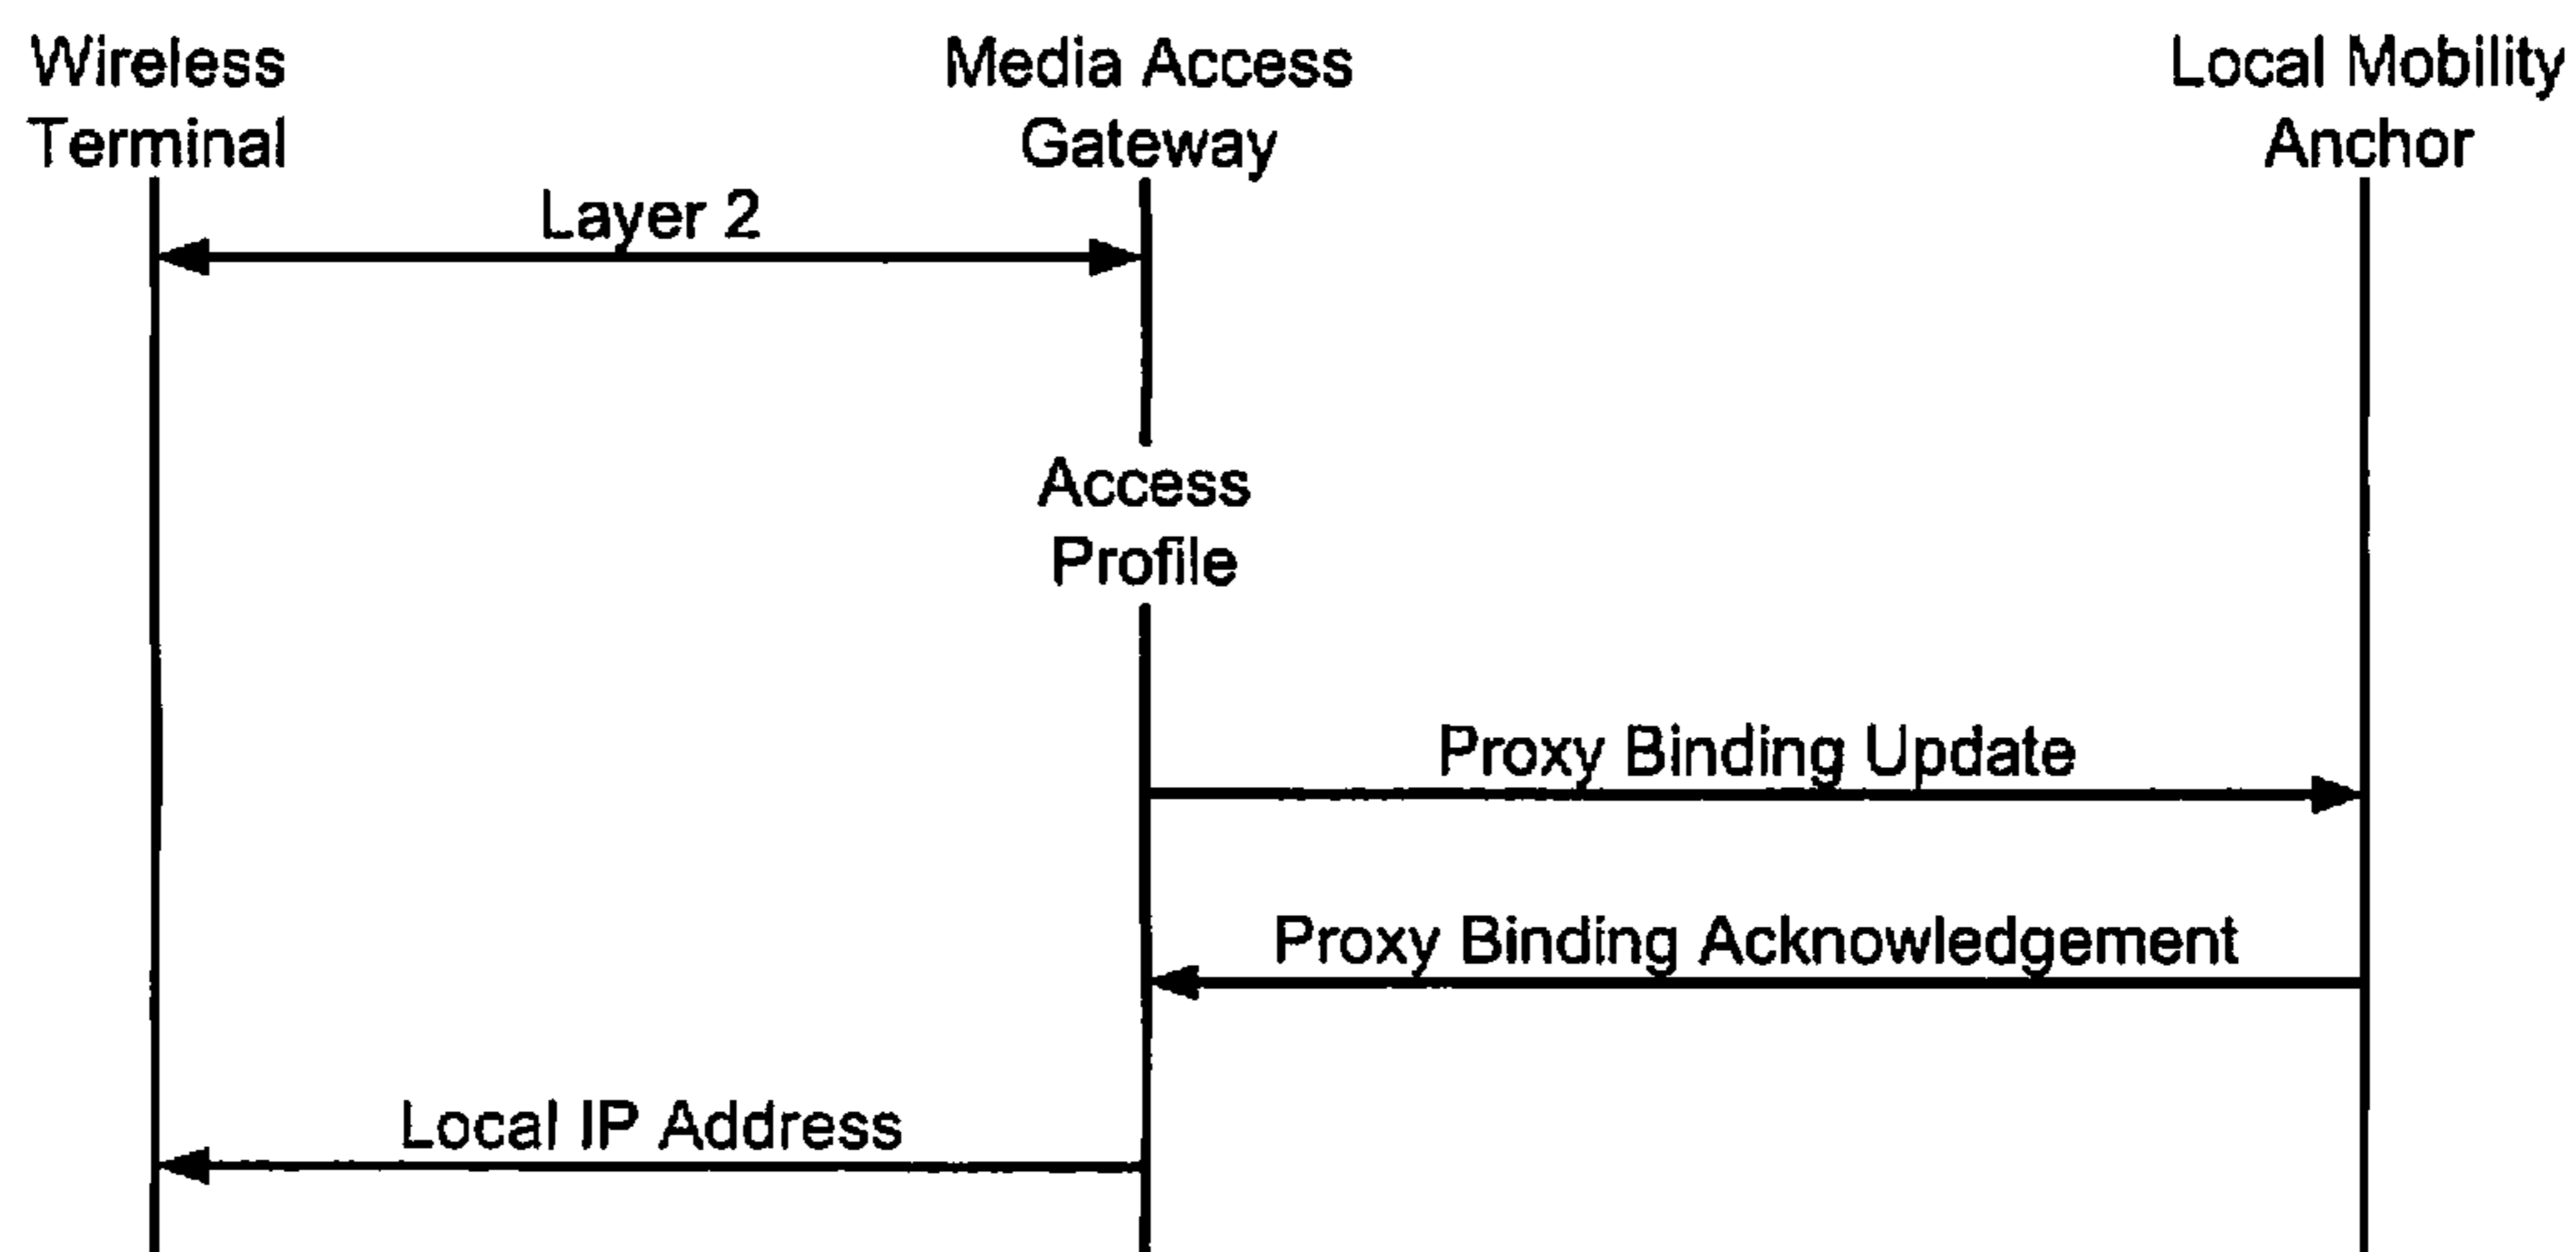 Wireless
Terminal
Media Access
Gateway
Local Mobility
Anchor
Layer 2
Access
Profile
Proxy Binding Update
Proxy Binding Acknowledgement
Local IP Address